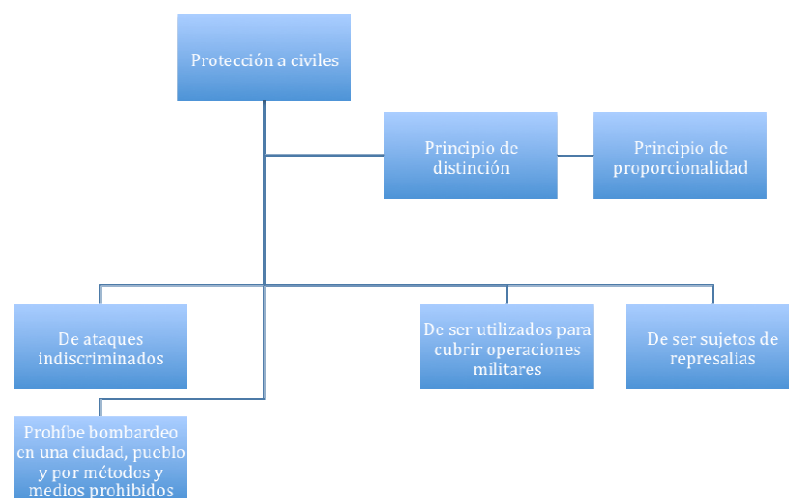 Protección a civiles
Principio de
distinción
Principio de
proporcionalidad
De ataques
indiscriminados
De ser utilizados para
cubrir operaciones
militares
De ser sujetos de
represalias
Prohíbe bombardeo
en una ciudad, pueblo
y por métodos y
medios prohibidos